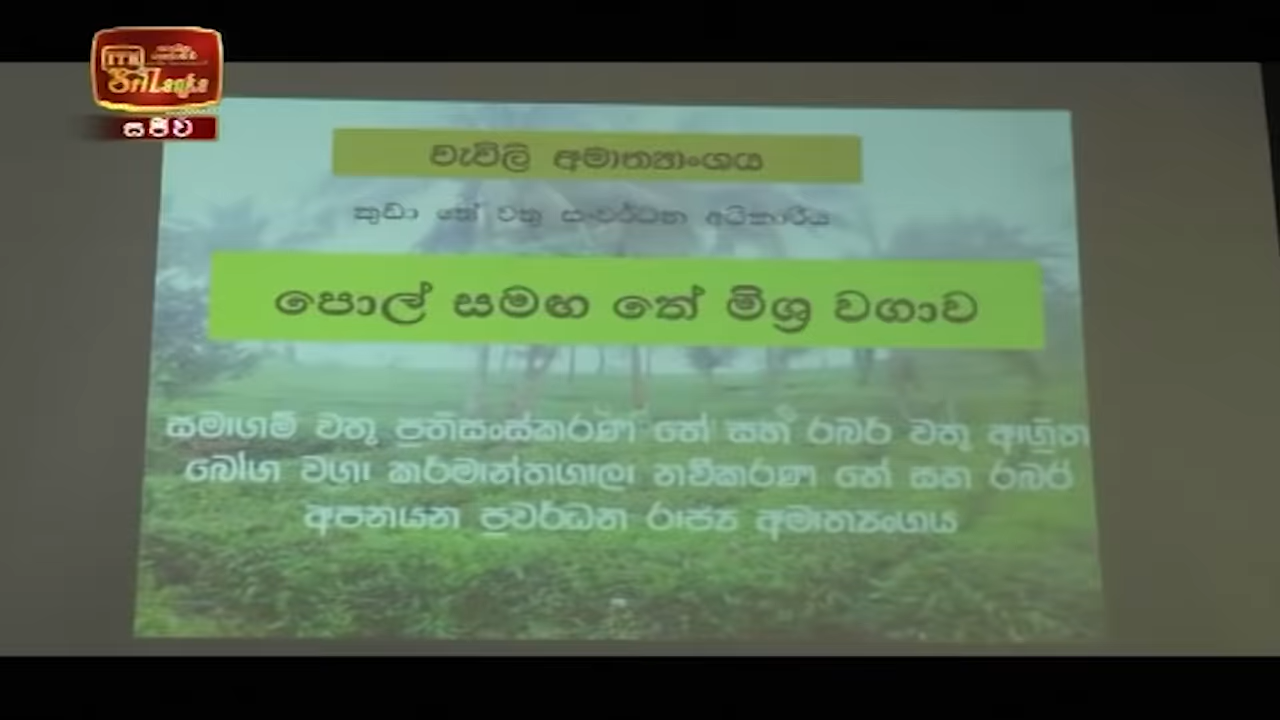 ITN
Sri Lanka
සජීවී
වැවිලි අමාත්‍යාංශය
කුඩා තේ වතු සංවර්ධන අධිකාරිය
පොල් සමඟ තේ මිශ්‍ර වගාව
සමාගම් වතු ප්‍රතිසංස්කරණ තේ සහ රබර් වතු ආශ්‍රිත
බෝග වගා කර්මාන්තශාලා නවීකරණ තේ සහ රබර්
අපනයන ප්‍රවර්ධන රාජ්‍ය අමාත්‍යංශය